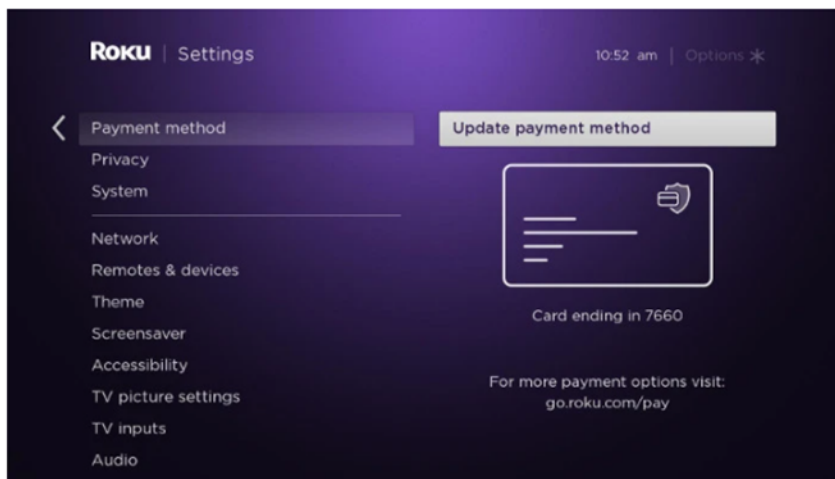 Roku | Settings
10:52 am | Options
Payment method
Privacy
System
Network
Remotes & devices
Theme
Screensaver
Accessibility
TV picture settings
TV inputs
Audio
Update payment method
Card ending in 7660
For more payment options visit:
go.roku.com/pay